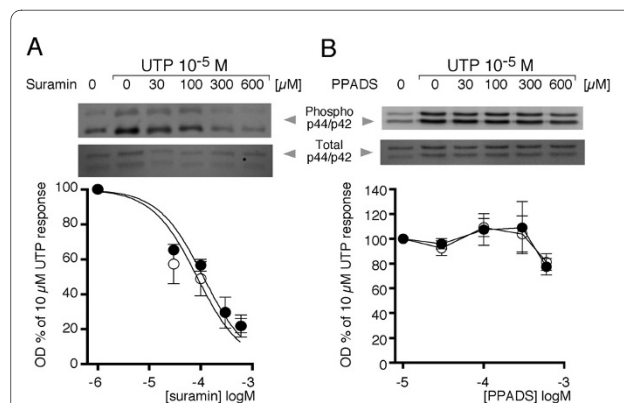 A
UTP 10-5 M
Suramin 0 0 30 100 300 600 [µM]
B
UTP 10-5 M
PPADS 0 0 30 100 300 600 [µM]
Phospho
p44/p42
Total
p44/p42
OD % of 10 µM UTP response
100
80
60
40
20
0
-6 -5 -4 -3
[suramin] logM
OD % of 10 µM UTP response
140
120
100
80
60
40
20
0
-5 -4 -3
[PPADS] logM